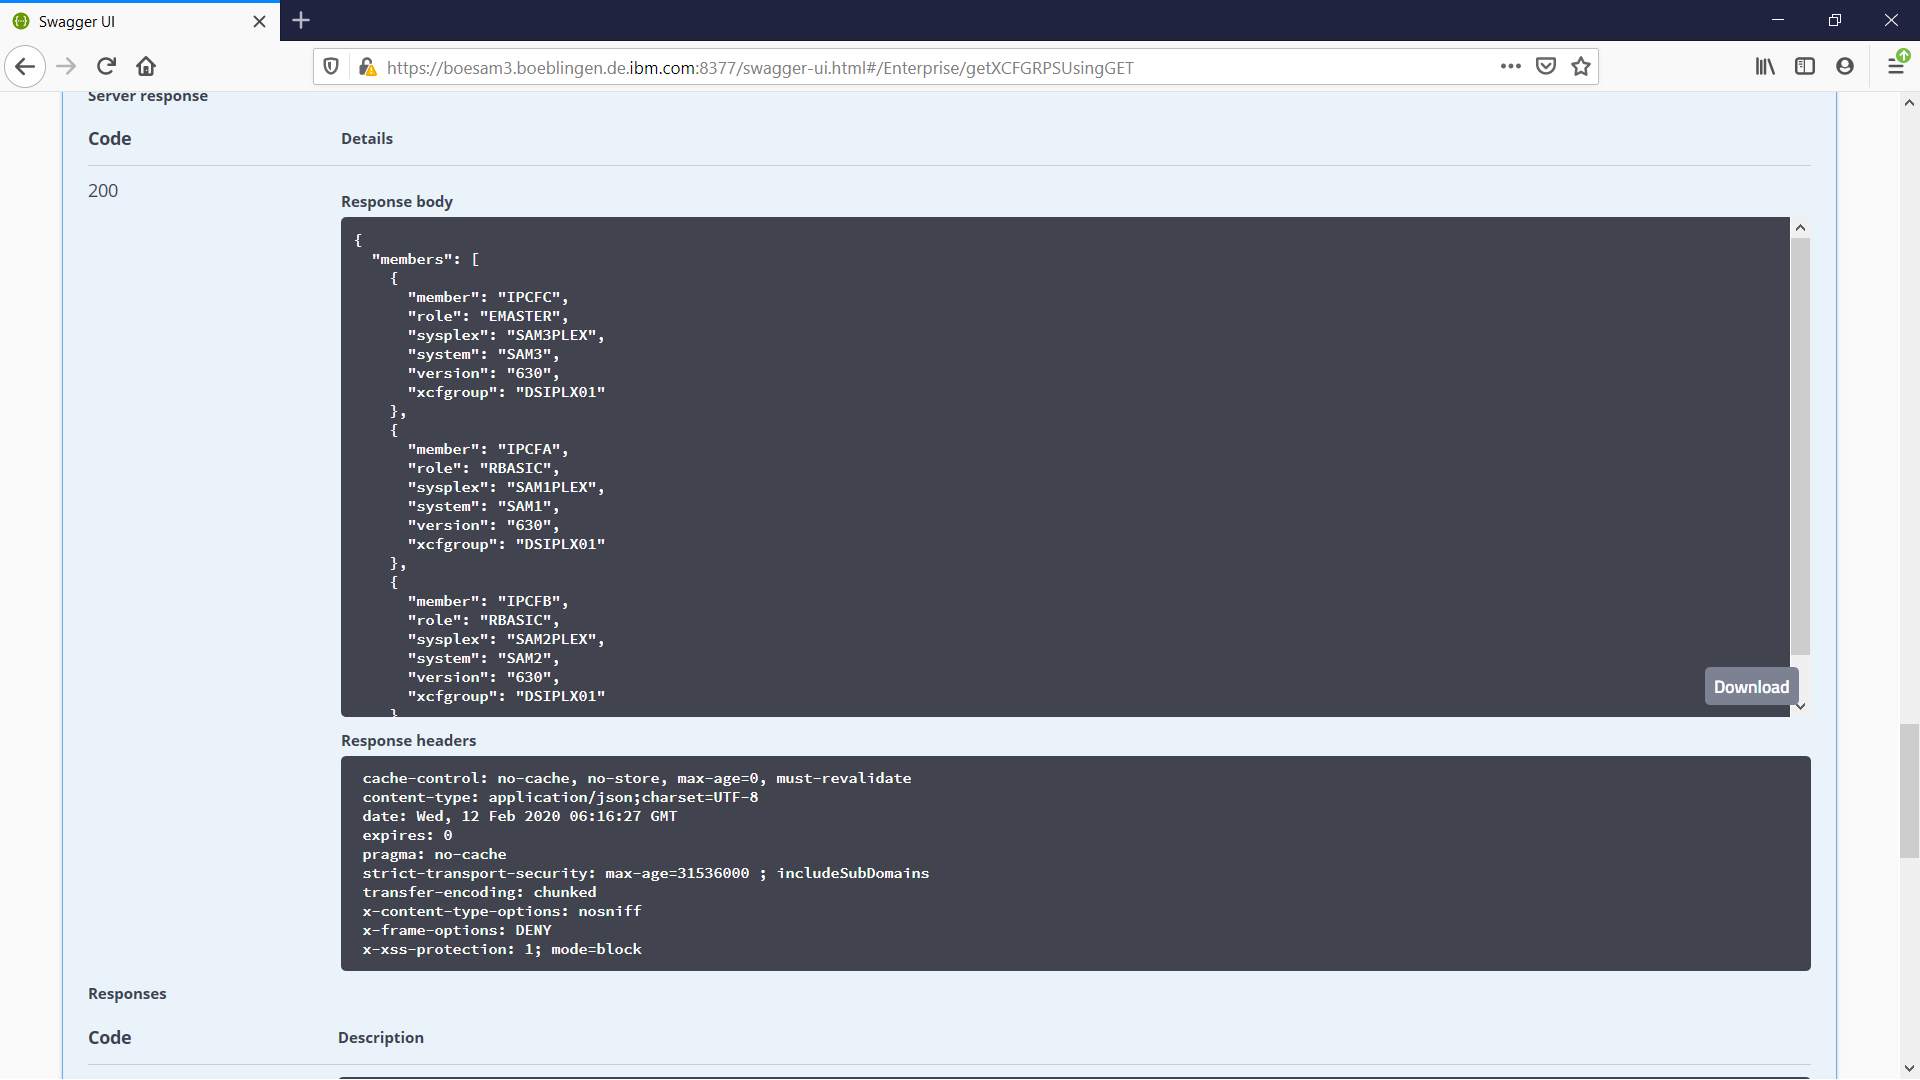 Swagger UI
https://boesam3.boeblingen.de.ibm.com:8377/swagger-ui.html#/Enterprise/getXCFGRPSUsingGET
Server response
Code Details
200
Response body
{
  "members": [
    {
      "member": "IPCFC",
      "role": "EMASTER",
      "sysplex": "SAM3PLEX",
      "system": "SAM3",
      "version": "630",
      "xcfgroup": "DSIPLX01"
    },
    {
      "member": "IPCFA",
      "role": "RBASIC",
      "sysplex": "SAM1PLEX",
      "system": "SAM1",
      "version": "630",
      "xcfgroup": "DSIPLX01"
    },
    {
      "member": "IPCFB",
      "role": "RBASIC",
      "sysplex": "SAM2PLEX",
      "system": "SAM2",
      "version": "630",
      "xcfgroup": "DSIPLX01"
    }
Download
Response headers
cache-control: no-cache, no-store, max-age=0, must-revalidate
content-type: application/json;charset=UTF-8
date: Wed, 12 Feb 2020 06:16:27 GMT
expires: 0
pragma: no-cache
strict-transport-security: max-age=31536000 ; includeSubDomains
transfer-encoding: chunked
x-content-type-options: nosniff
x-frame-options: DENY
x-xss-protection: 1; mode=block
Responses
Code Description